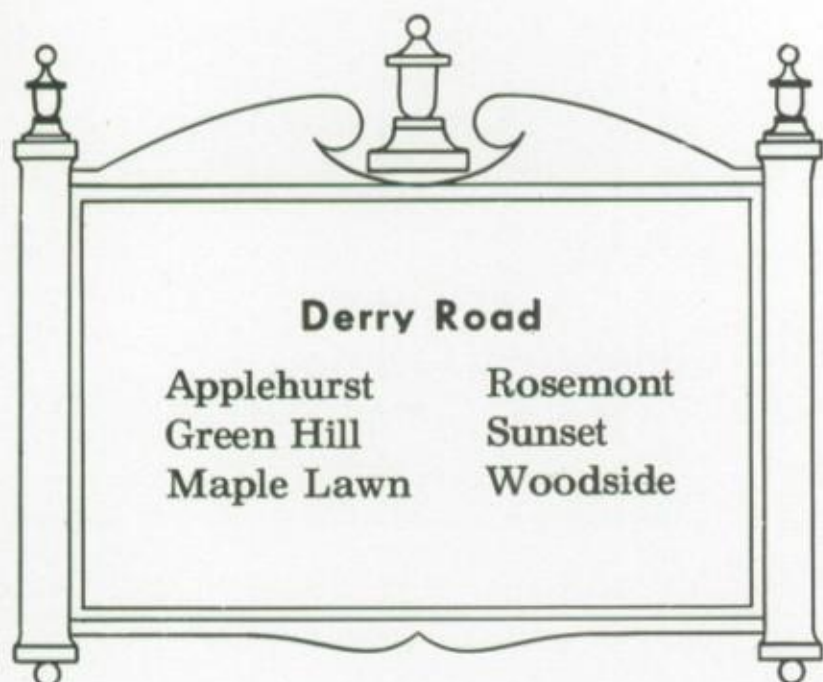 Derry Road
Applehurst
Green Hill
Maple Lawn
Rosemont
Sunset
Woodside